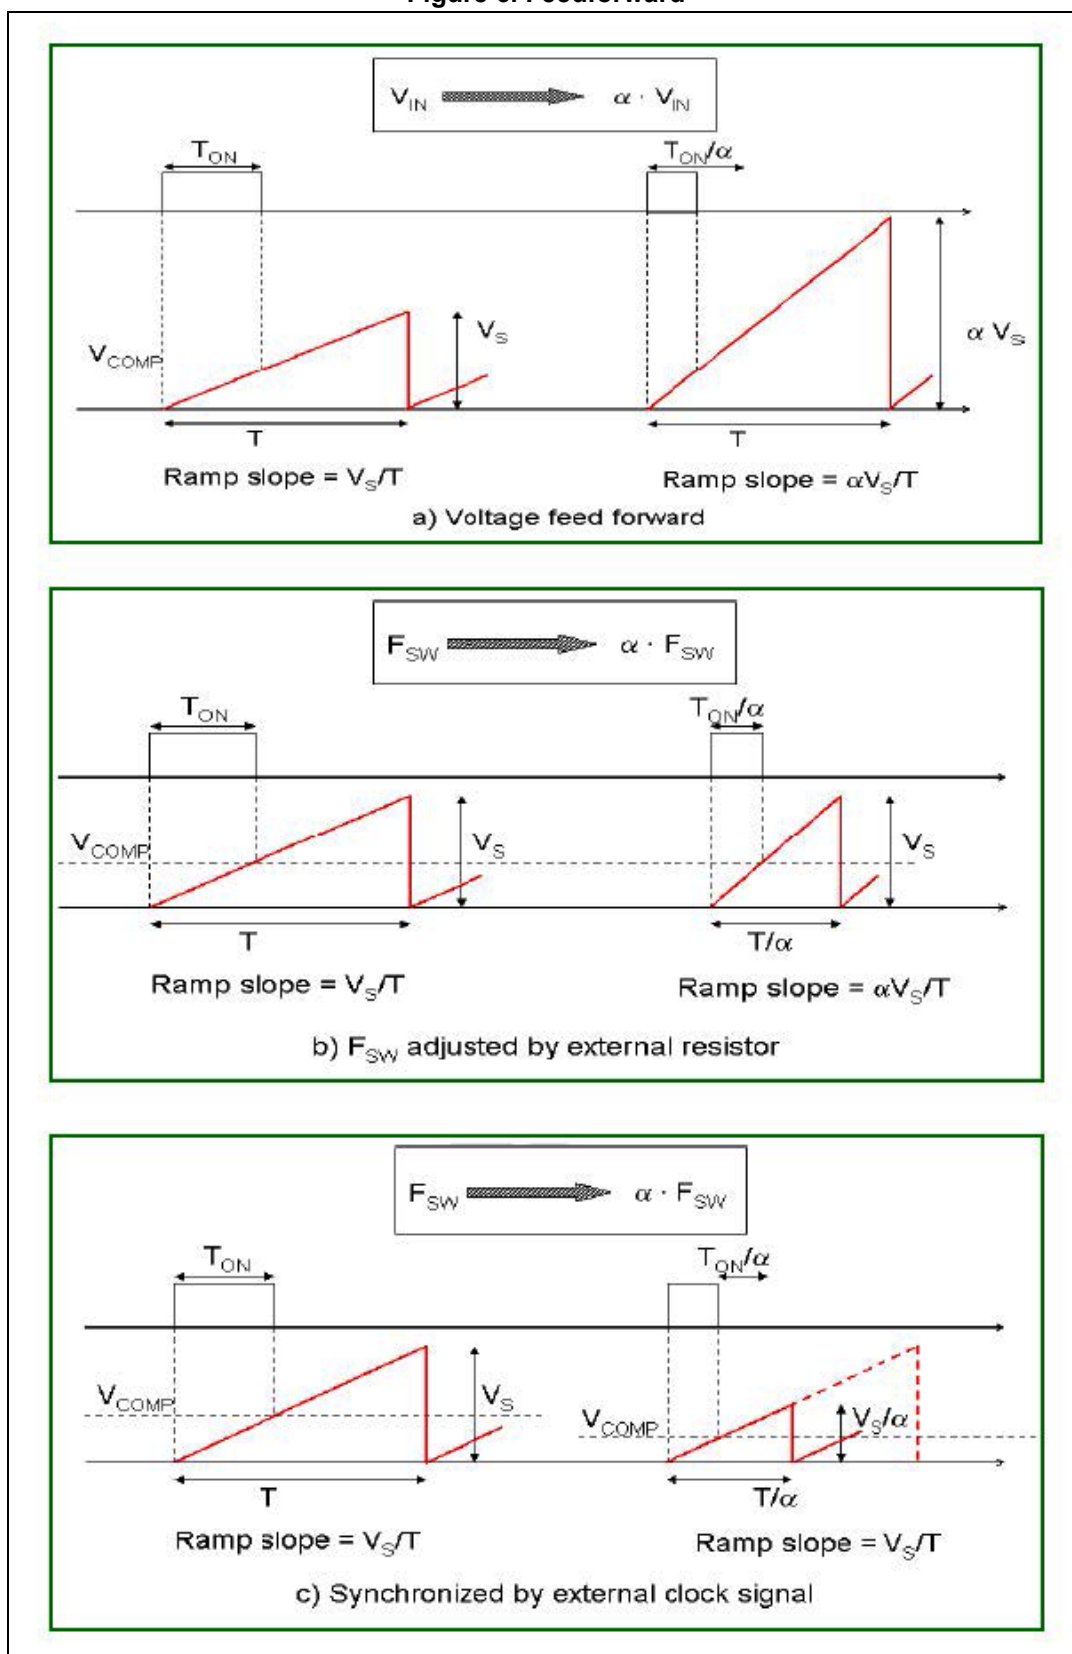 V_IN α · V_IN
T_ON T_ON/α
V_COMP V_S α V_S
T T
Ramp slope = V_S/T Ramp slope = αV_S/T
a) Voltage feed forward
F_SW α · F_SW
T_ON T_ON/α
V_COMP V_S V_S
T T/α
Ramp slope = V_S/T Ramp slope = αV_S/T
b) F_SW adjusted by external resistor
F_SW α · F_SW
T_ON T_ON/α
V_COMP V_S V_COMP V_S/α
T T/α
Ramp slope = V_S/T Ramp slope = V_S/T
c) Synchronized by external clock signal